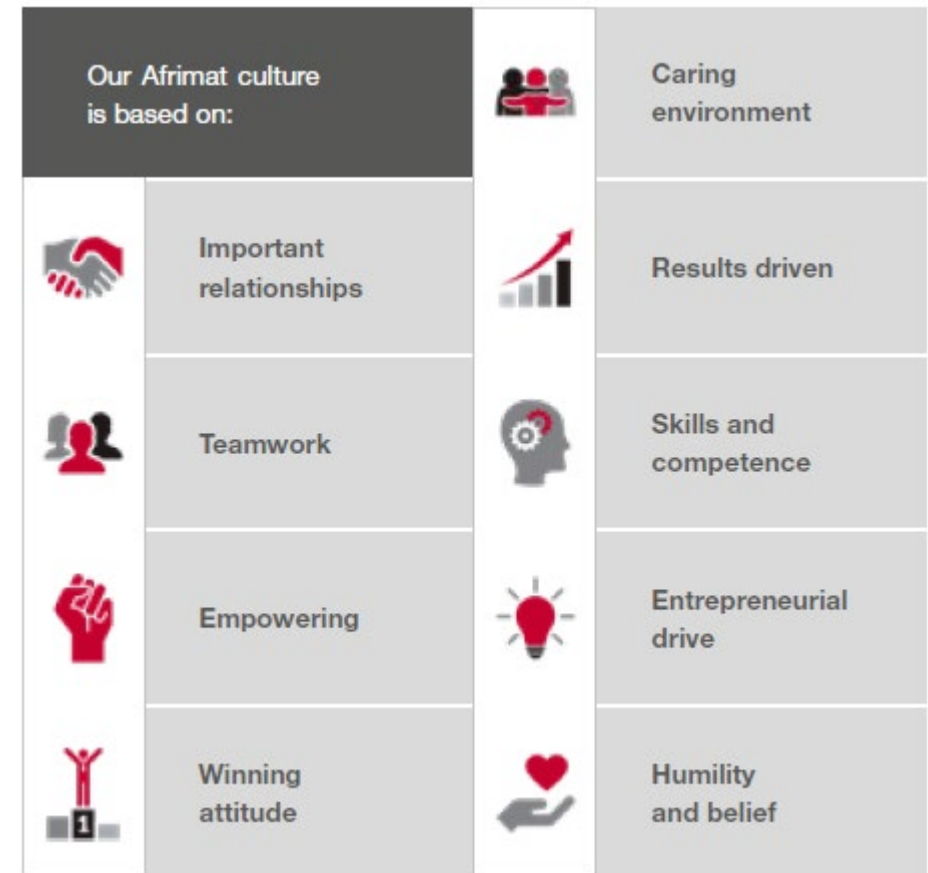 Our Afrimat culture
is based on:
Important
relationships
Teamwork
Empowering
1
Winning
attitude
Caring
environment
Results driven
Skills and
competence
Entrepreneurial
drive
Humility
and belief